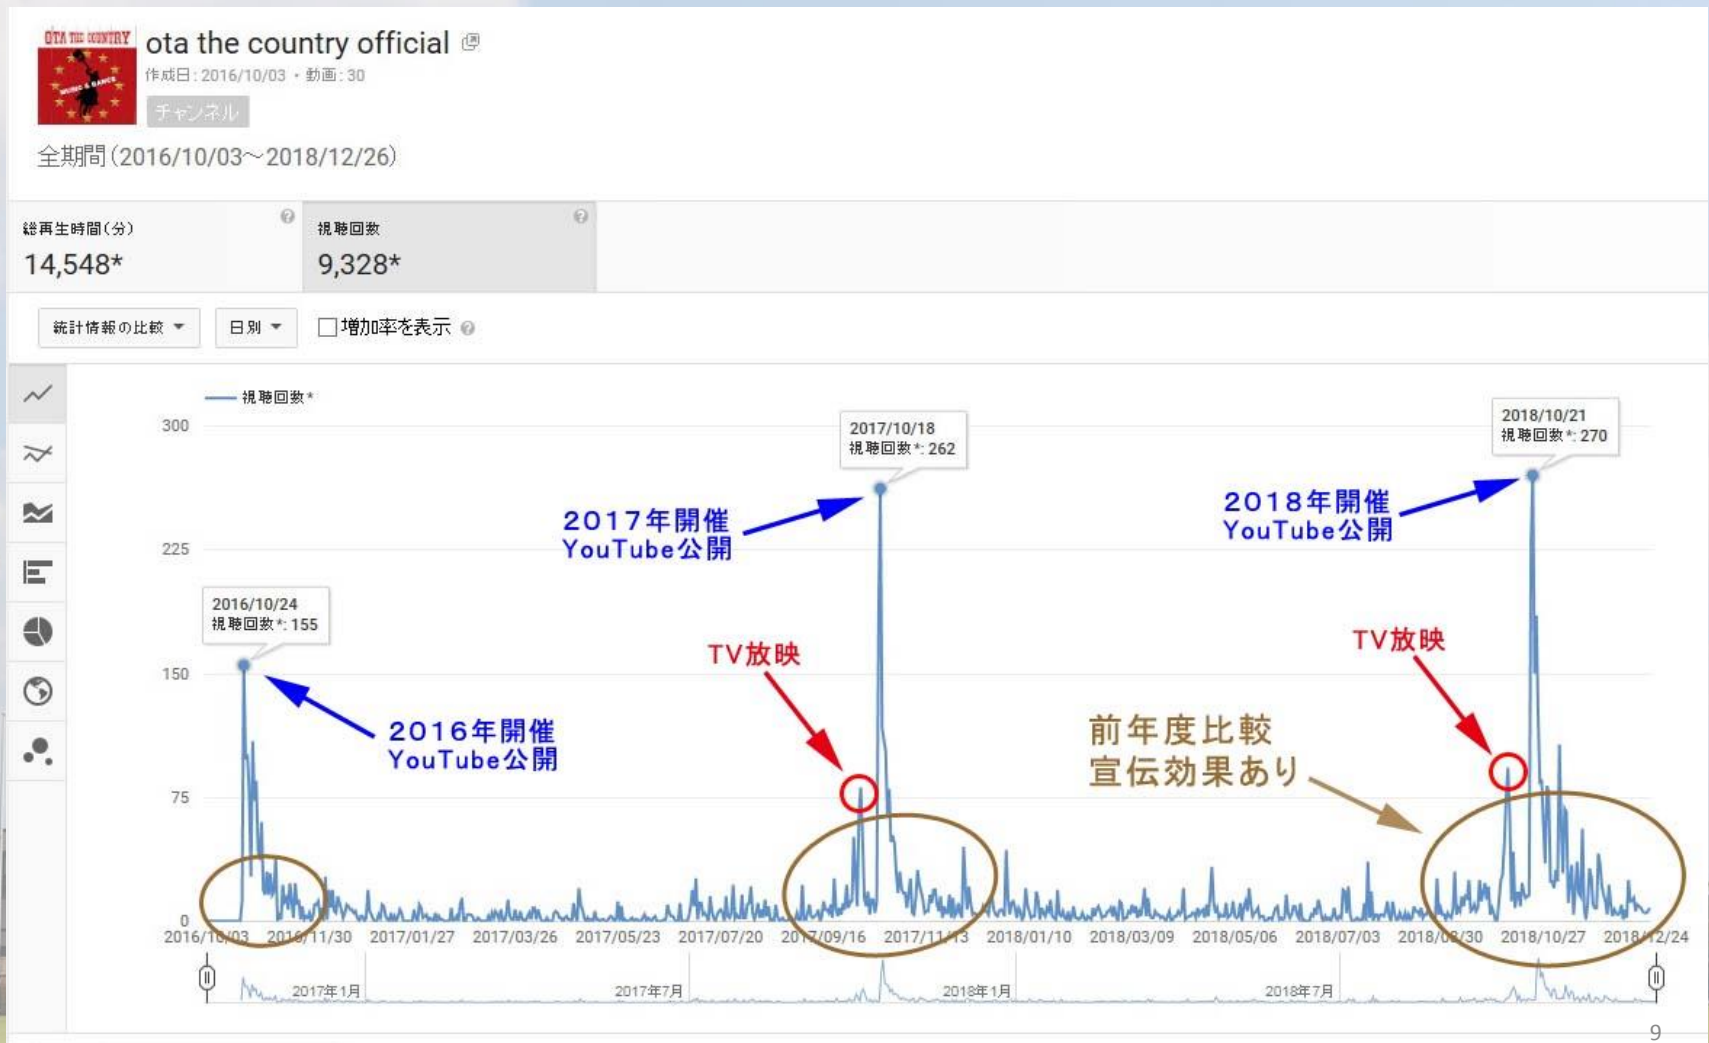 OTA THE COUNTRY
MUSIC & DANCE
ota the country official
作成日: 2016/10/03 ・ 動画: 30
チャンネル
全期間（2016/10/03～2018/12/26）
総再生時間(分)
14,548*
視聴回数
9,328*
統計情報の比較
日別
増加率を表示
視聴回数*
300
225
150
75
0
2016/10/24
視聴回数*: 155
2017/10/18
視聴回数*: 262
2018/10/21
視聴回数*: 270
2016年開催
YouTube公開
2017年開催
YouTube公開
2018年開催
YouTube公開
TV放映
TV放映
前年度比較
宣伝効果あり
2016/10/03 2016/11/30 2017/01/27 2017/03/26 2017/05/23 2017/07/20 2017/09/16 2017/11/13 2018/01/10 2018/03/09 2018/05/06 2018/07/03 2018/08/30 2018/10/27 2018/12/24
2017年1月 2017年7月 2018年1月 2018年7月
9